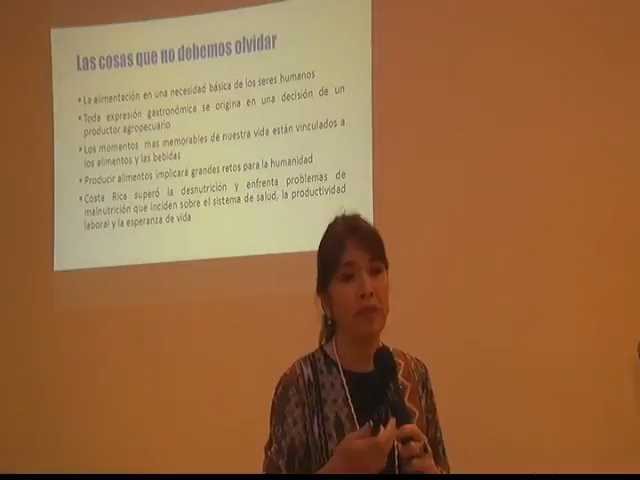 Las cosas que no debemos olvidar
• La alimentación en una necesidad básica de los seres humanos
• Toda expresión gastronómica se origina en una decisión de un
productor agropecuario
• Los momentos mas memorables de nuestra vida están vinculados a
los alimentos y las bebidas
• Producir alimentos implicará grandes retos para la humanidad
• Costa Rica superó la desnutrición y enfrenta problemas de
malnutrición que inciden sobre el sistema de salud, la productividad
laboral y la esperanza de vida